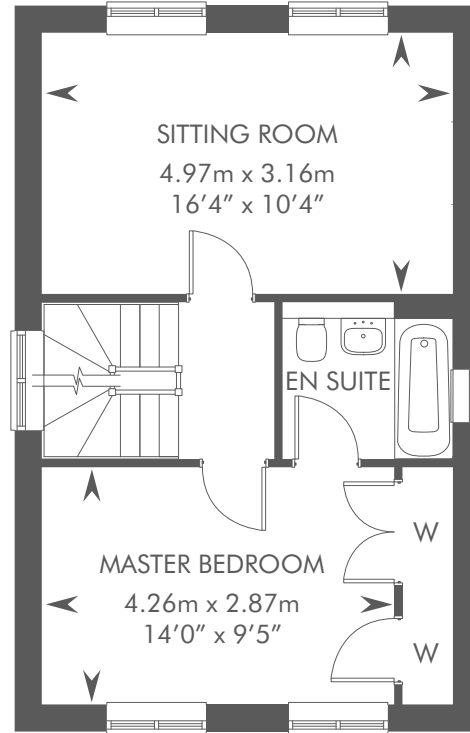 SITTING ROOM
4.97m x 3.16m
16’4” x 10’4”
EN SUITE
MASTER BEDROOM
4.26m x 2.87m
14’0” x 9’5”
W
W